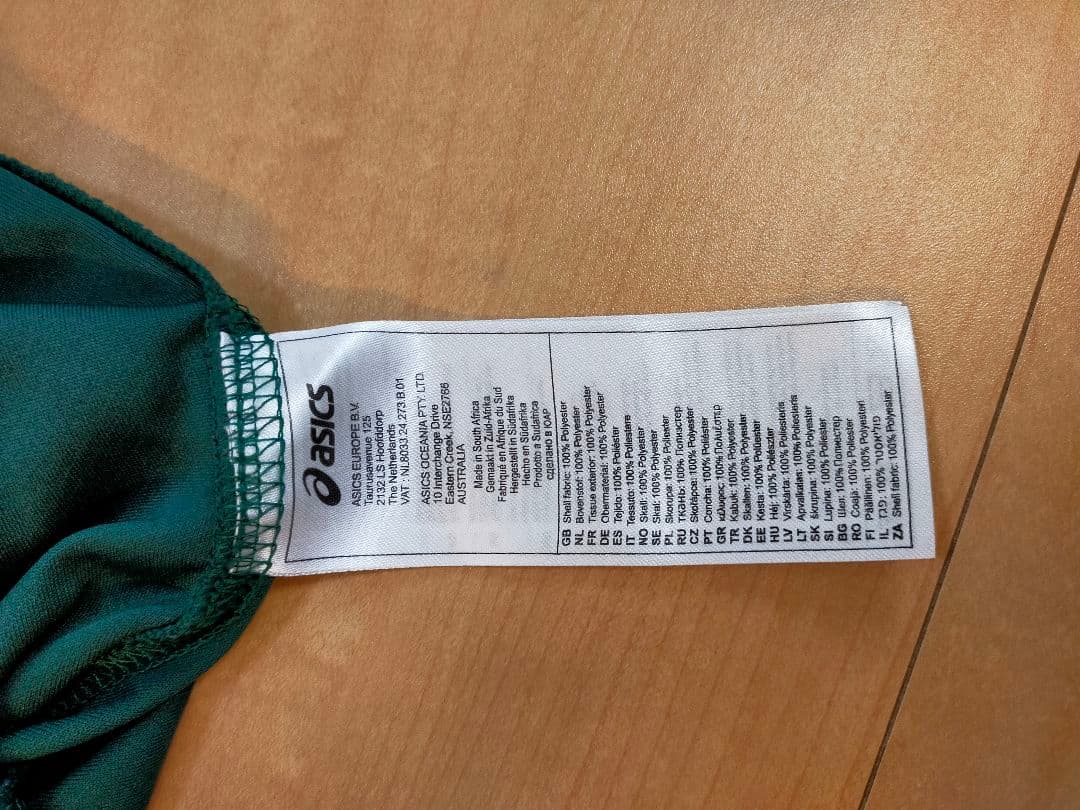 asics
ASICS EUROPE B.V.
Taurusavenue 125
2132 LS Hoofddorp
The Netherlands
VAT : NL8033.24.273.B.01
ASICS OCEANIA PTY. LTD.
10 Interchange Drive
Eastern Creek, NSE2766
AUSTRALIA
Made in South Africa
Gemaakt in Zuid-Afrika
Fabriqué en Afrique du Sud
Hergestellt in Südafrika
Hecho en Südafrika
Prodotto a Sudafrica
сделано в ЮАР
GB Shell fabric: 100% Polyester
NL Bovenstof: 100% Polyester
FR Tissue exterior: 100% Polyester
DE Obermaterial: 100% Polyester
ES Tejido: 100% Poliéster
IT Tessuto: 100% Poliestere
NO Skall: 100% Polyester
SE Skal: 100% Polyester
PL Skorupa: 100% Poliester
RU Ткань: 100% Полиэстер
CZ Skořápce: 100% Polyester
PT Concha: 100% Poliéster
GR κέλυφος: 100% Πολυέστερ
TR Kabuk: 100% Polyester
DK Skallen: 100% Polyester
EE Kesta: 100% Polüester
HU Héj: 100% Poliészter
LV Virskārta: 100% Poliesteris
LT Apvalkalas: 100% Poliesteris
SK škrupina: 100% Polyester
SI Lupina: 100% Poliester
BG Шел: 100% Полиестер
RO Coajă: 100% Poliester
FI Päällinen: 100% Polyesteri
IL 100%
ZA Shell fabric: 100% Polyester